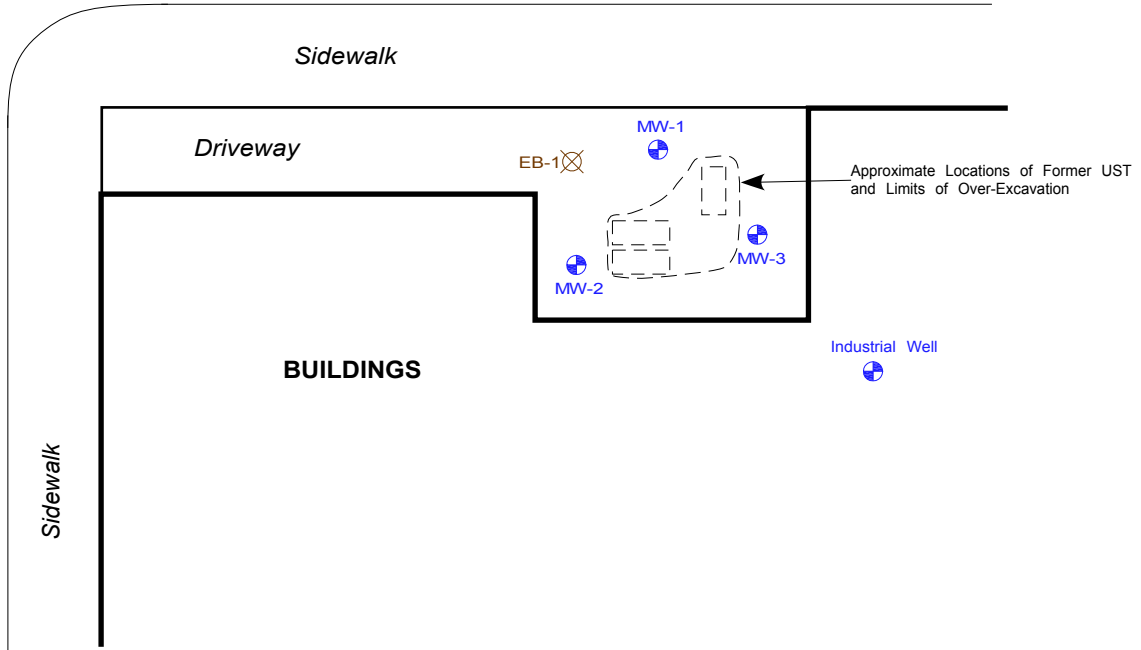 Sidewalk
MW-1
Driveway
EB-1
Approximate Locations of Former UST
and Limits of Over-Excavation
MW-3
MW-2
Industrial Well
BUILDINGS
Sidewalk